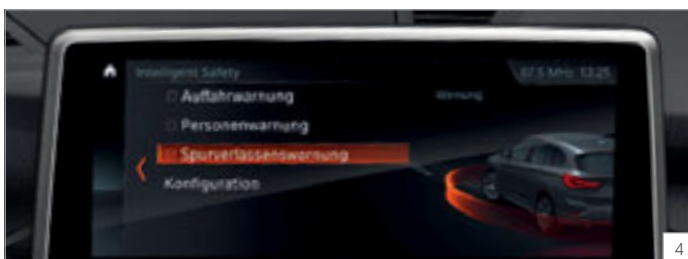 Intelligent Safety 87.5 MHz 13:25
Auffahrwarnung Warnung
Personenwarnung
Spurverlassenswarnung
Konfiguration
4